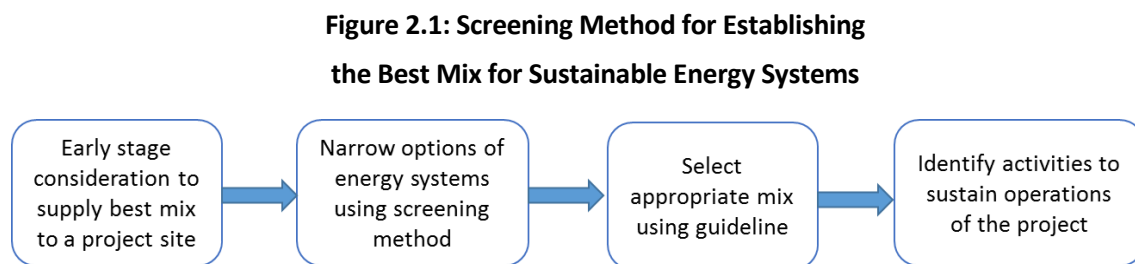 Figure 2.1: Screening Method for Establishing
the Best Mix for Sustainable Energy Systems
Early stage
consideration to
supply best mix
to a project site
Narrow options of
energy systems
using screening
method
Select
appropriate mix
using guideline
Identify activities to
sustain operations
of the project